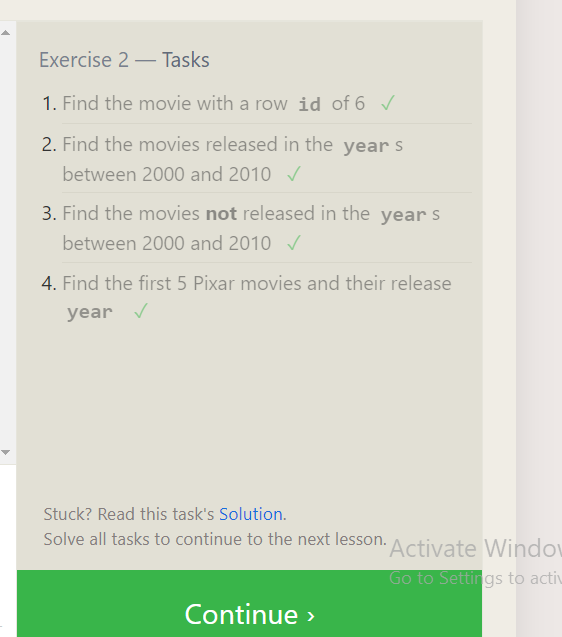 Exercise 2 — Tasks
1. Find the movie with a row id of 6 ✓
2. Find the movies released in the year s
between 2000 and 2010 ✓
3. Find the movies not released in the year s
between 2000 and 2010 ✓
4. Find the first 5 Pixar movies and their release
year ✓
Stuck? Read this task's Solution.
Solve all tasks to continue to the next lesson.
Activate Window
Go to Settings to activ
Continue ›